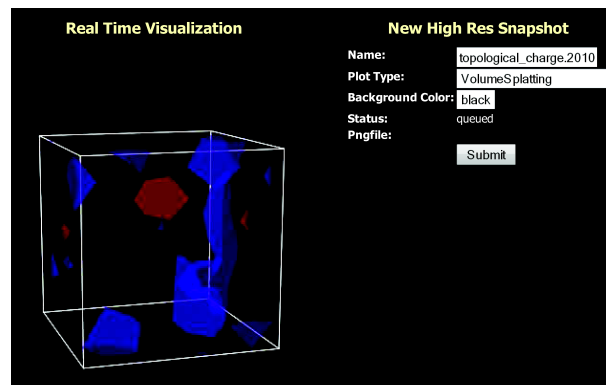 Real Time Visualization
New High Res Snapshot
Name: topological_charge.2010
Plot Type: VolumeSplatting
Background Color: black
Status: queued
Pngfile:
Submit